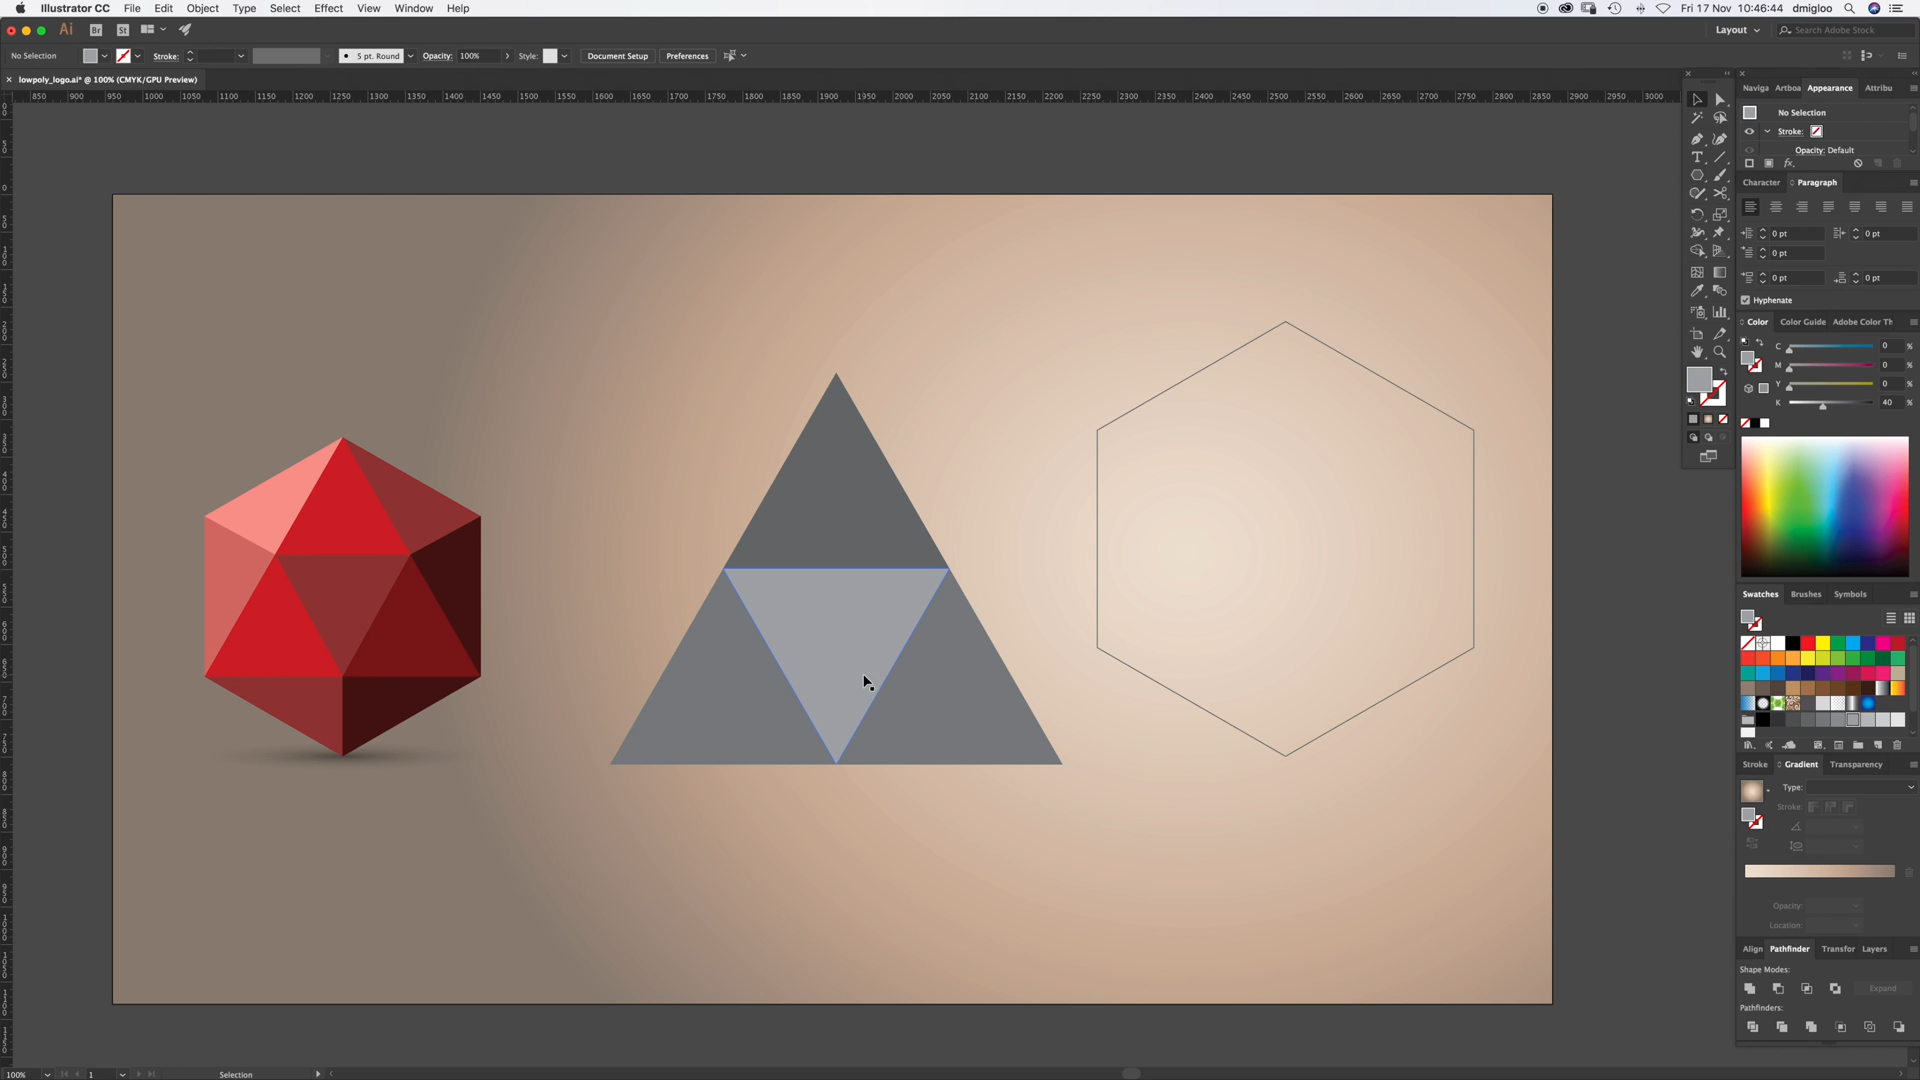 Illustrator CC File Edit Object Type Select Effect View Window Help
Fri 17 Nov 10:46:44 dmigloo
Ai Br St
Layout
Search Adobe Stock
No Selection
Stroke:
5 pt. Round
Opacity: 100%
Style:
Document Setup
Preferences
lowpoly_logo.ai* @ 100% (CMYK/GPU Preview)
850 900 950 1000 1050 1100 1150 1200 1250 1300 1350 1400 1450 1500 1550 1600 1650 1700 1750 1800 1850 1900 1950 2000 2050 2100 2150 2200 2250 2300 2350 2400 2450 2500 2550 2600 2650 2700 2750 2800 2850 2900 2950 3000
Naviga Artboa Appearance Attribu
No Selection
Stroke:
Opacity: Default
fx
Character Paragraph
0 pt 0 pt
0 pt
0 pt 0 pt
Hyphenate
Color Color Guide Adobe Color Th
C 0 %
M 0 %
Y 0 %
K 40 %
Swatches Brushes Symbols
Stroke Gradient Transparency
Type:
Stroke:
Opacity:
Location:
Align Pathfinder Transfor Layers
Shape Modes:
Expand
Pathfinders:
100%
1
Selection